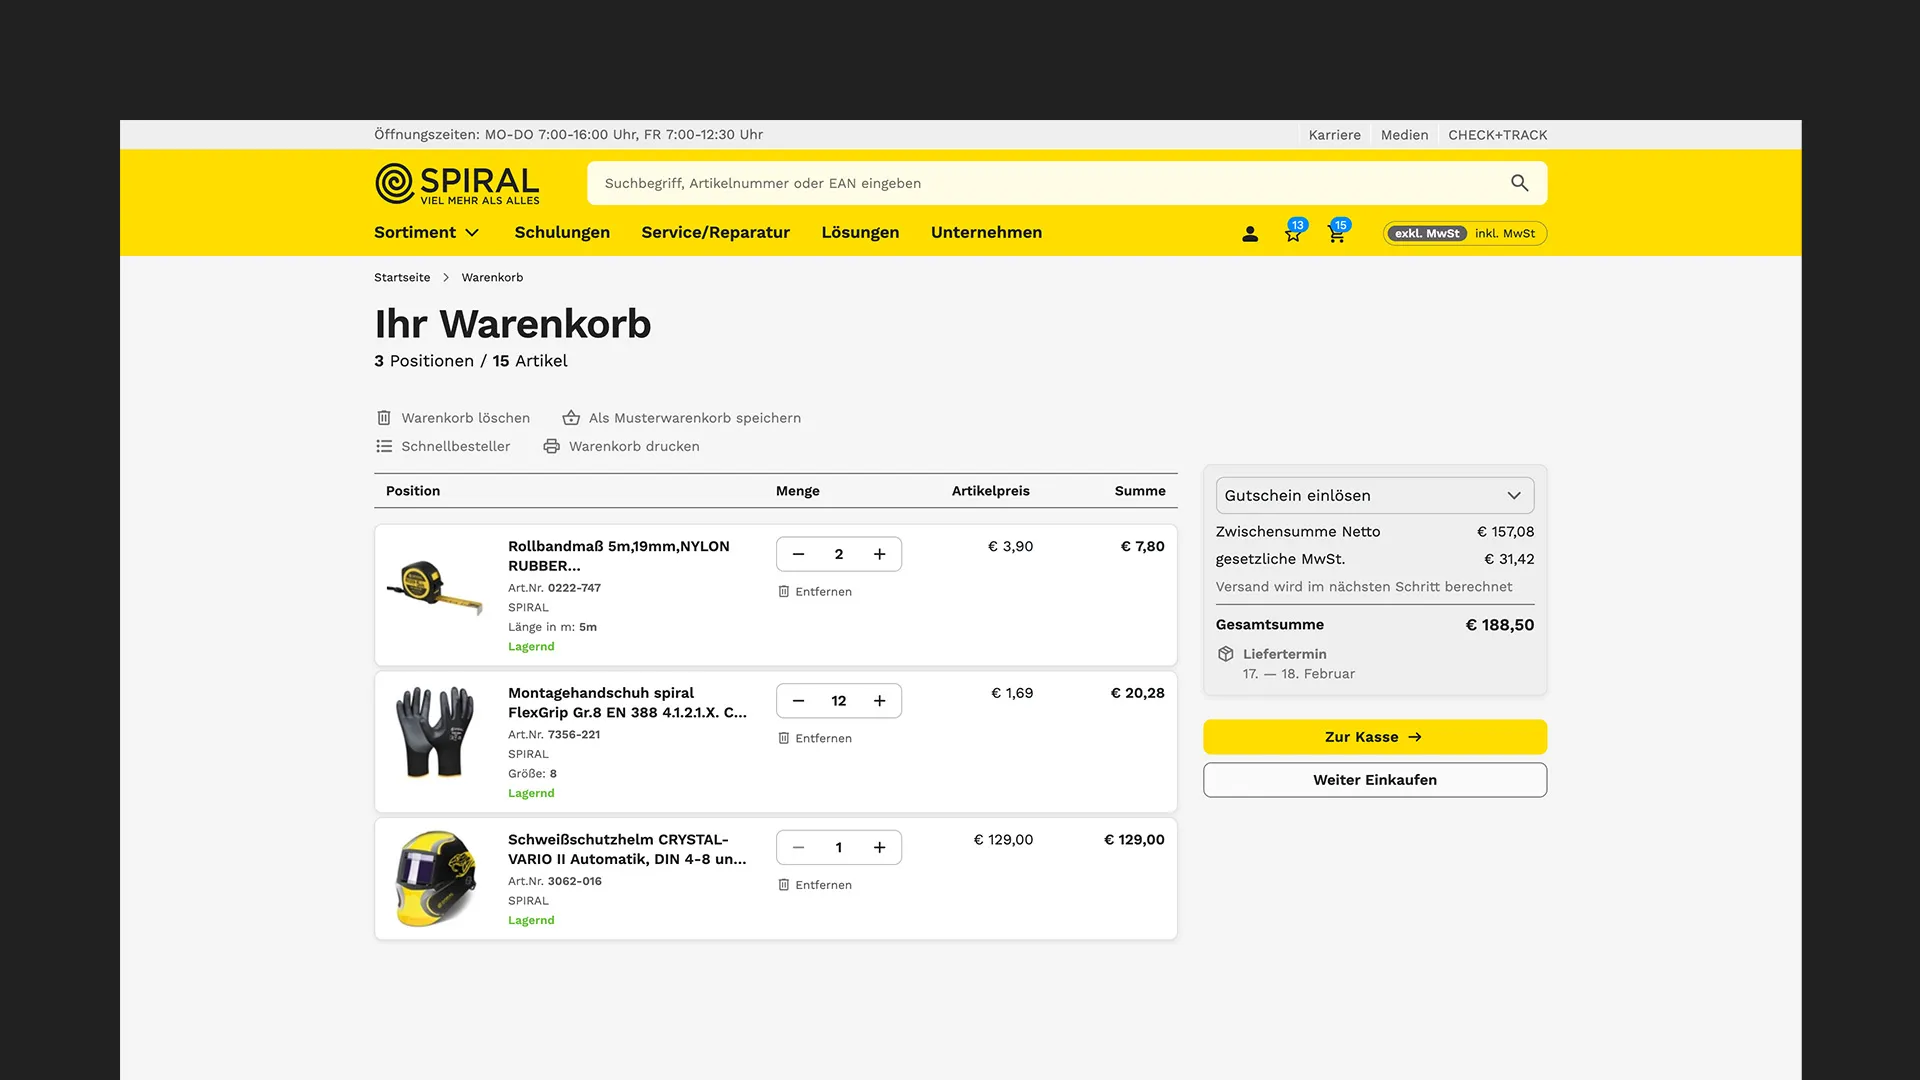 Öffnungszeiten: MO-DO 7:00-16:00 Uhr, FR 7:00-12:30 Uhr
Karriere
Medien
CHECK+TRACK
SPIRAL
VIEL MEHR ALS ALLES
Suchbegriff, Artikelnummer oder EAN eingeben
Sortiment
Schulungen
Service/Reparatur
Lösungen
Unternehmen
13
15
exkl. MwSt
inkl. MwSt
Startseite
Warenkorb
Ihr Warenkorb
3 Positionen / 15 Artikel
Warenkorb löschen
Als Musterwarenkorb speichern
Schnellbesteller
Warenkorb drucken
Position
Menge
Artikelpreis
Summe
Rollbandmaß 5m,19mm,NYLON
RUBBER...
Art.Nr. 0222-747
SPIRAL
Länge in m: 5m
Lagernd
2
Entfernen
€ 3,90
€ 7,80
Montagehandschuh spiral
FlexGrip Gr.8 EN 388 4.1.2.1.X. C...
Art.Nr. 7356-221
SPIRAL
Größe: 8
Lagernd
12
Entfernen
€ 1,69
€ 20,28
Schweißschutzhelm CRYSTAL-
VARIO II Automatik, DIN 4-8 un...
Art.Nr. 3062-016
SPIRAL
Lagernd
1
Entfernen
€ 129,00
€ 129,00
Gutschein einlösen
Zwischensumme Netto
€ 157,08
gesetzliche MwSt.
€ 31,42
Versand wird im nächsten Schritt berechnet
Gesamtsumme
€ 188,50
Liefertermin
17. — 18. Februar
Zur Kasse
Weiter Einkaufen